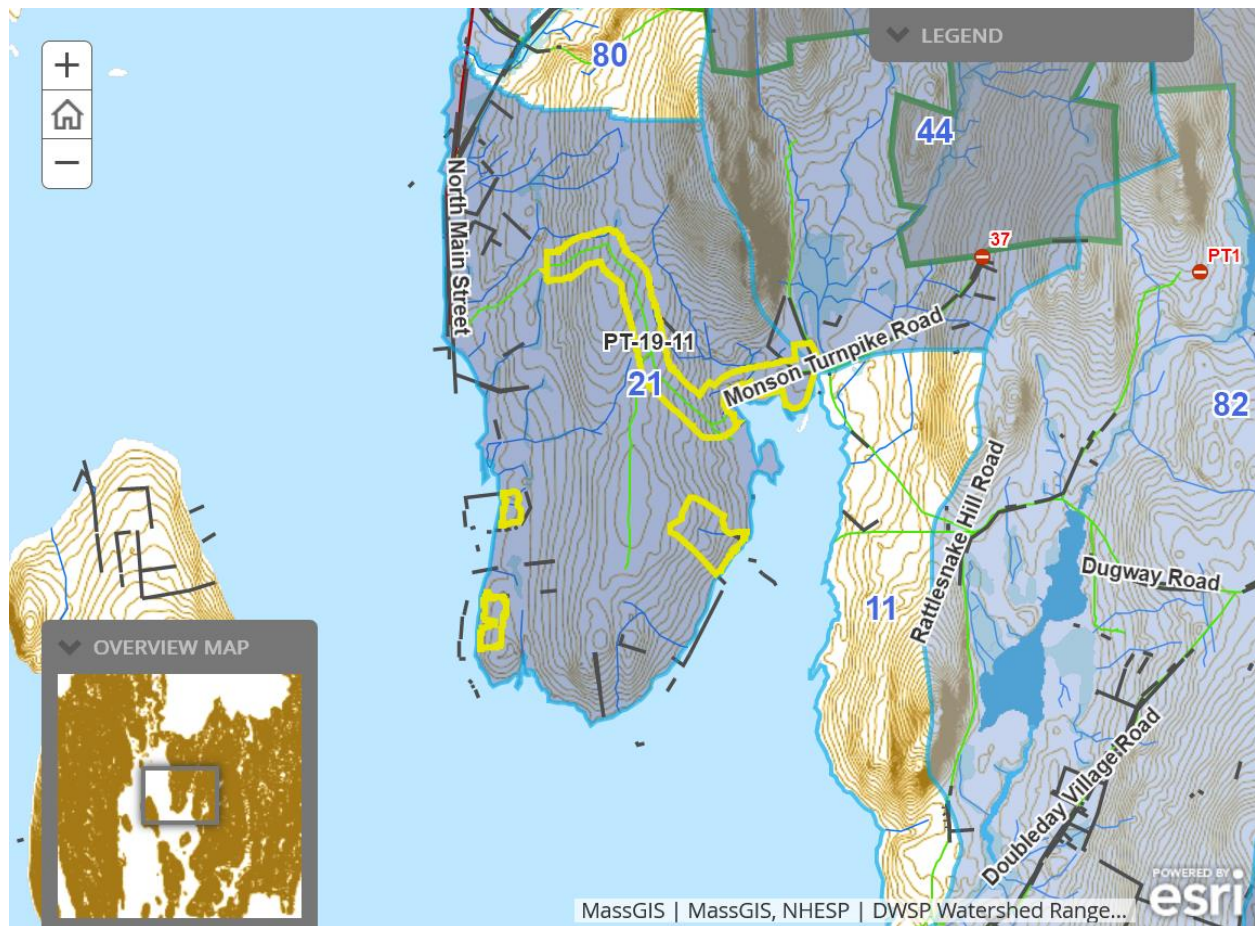 +
−
LEGEND
80
44
37
PT1
North Main Street
PT-19-11
21
Monson Turnpike Road
82
Rattlesnake Hill Road
Dugway Road
11
OVERVIEW MAP
Doubleday Village Road
POWERED BY
esri
MassGIS | MassGIS, NHESP | DWSP Watershed Range...